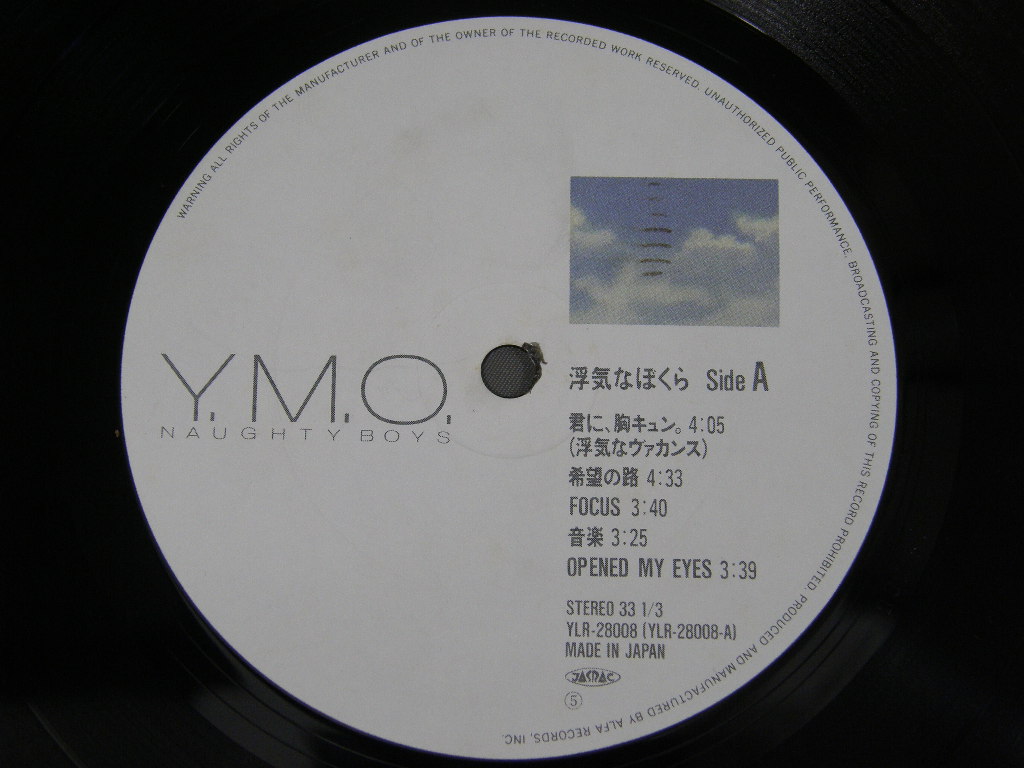 WARNING ALL RIGHTS OF THE MANUFACTURER AND OF THE OWNER OF THE RECORDED WORK RESERVED. UNAUTHORIZED PUBLIC PERFORMANCE, BROADCASTING AND COPYING OF THIS RECORD PROHIBITED PRODUCED AND MANUFACTURED BY ALFA RECORDS, INC.
Y.M.O.
NAUGHTY BOYS
浮気なぼくら Side A
君に、胸キュン。 4:05
(浮気なヴァカンス)
希望の路 4:33
FOCUS 3:40
音楽 3:25
OPENED MY EYES 3:39
STEREO 33 1/3
YLR-28008 (YLR-28008-A)
MADE IN JAPAN
JASRAC
⑤